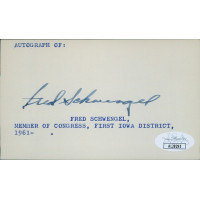 AUTOGRAPH OF:
Fred Schwengel
FRED SCHWENGEL,
MEMBER OF CONGRESS, FIRST IOWA DISTRICT,
1961-